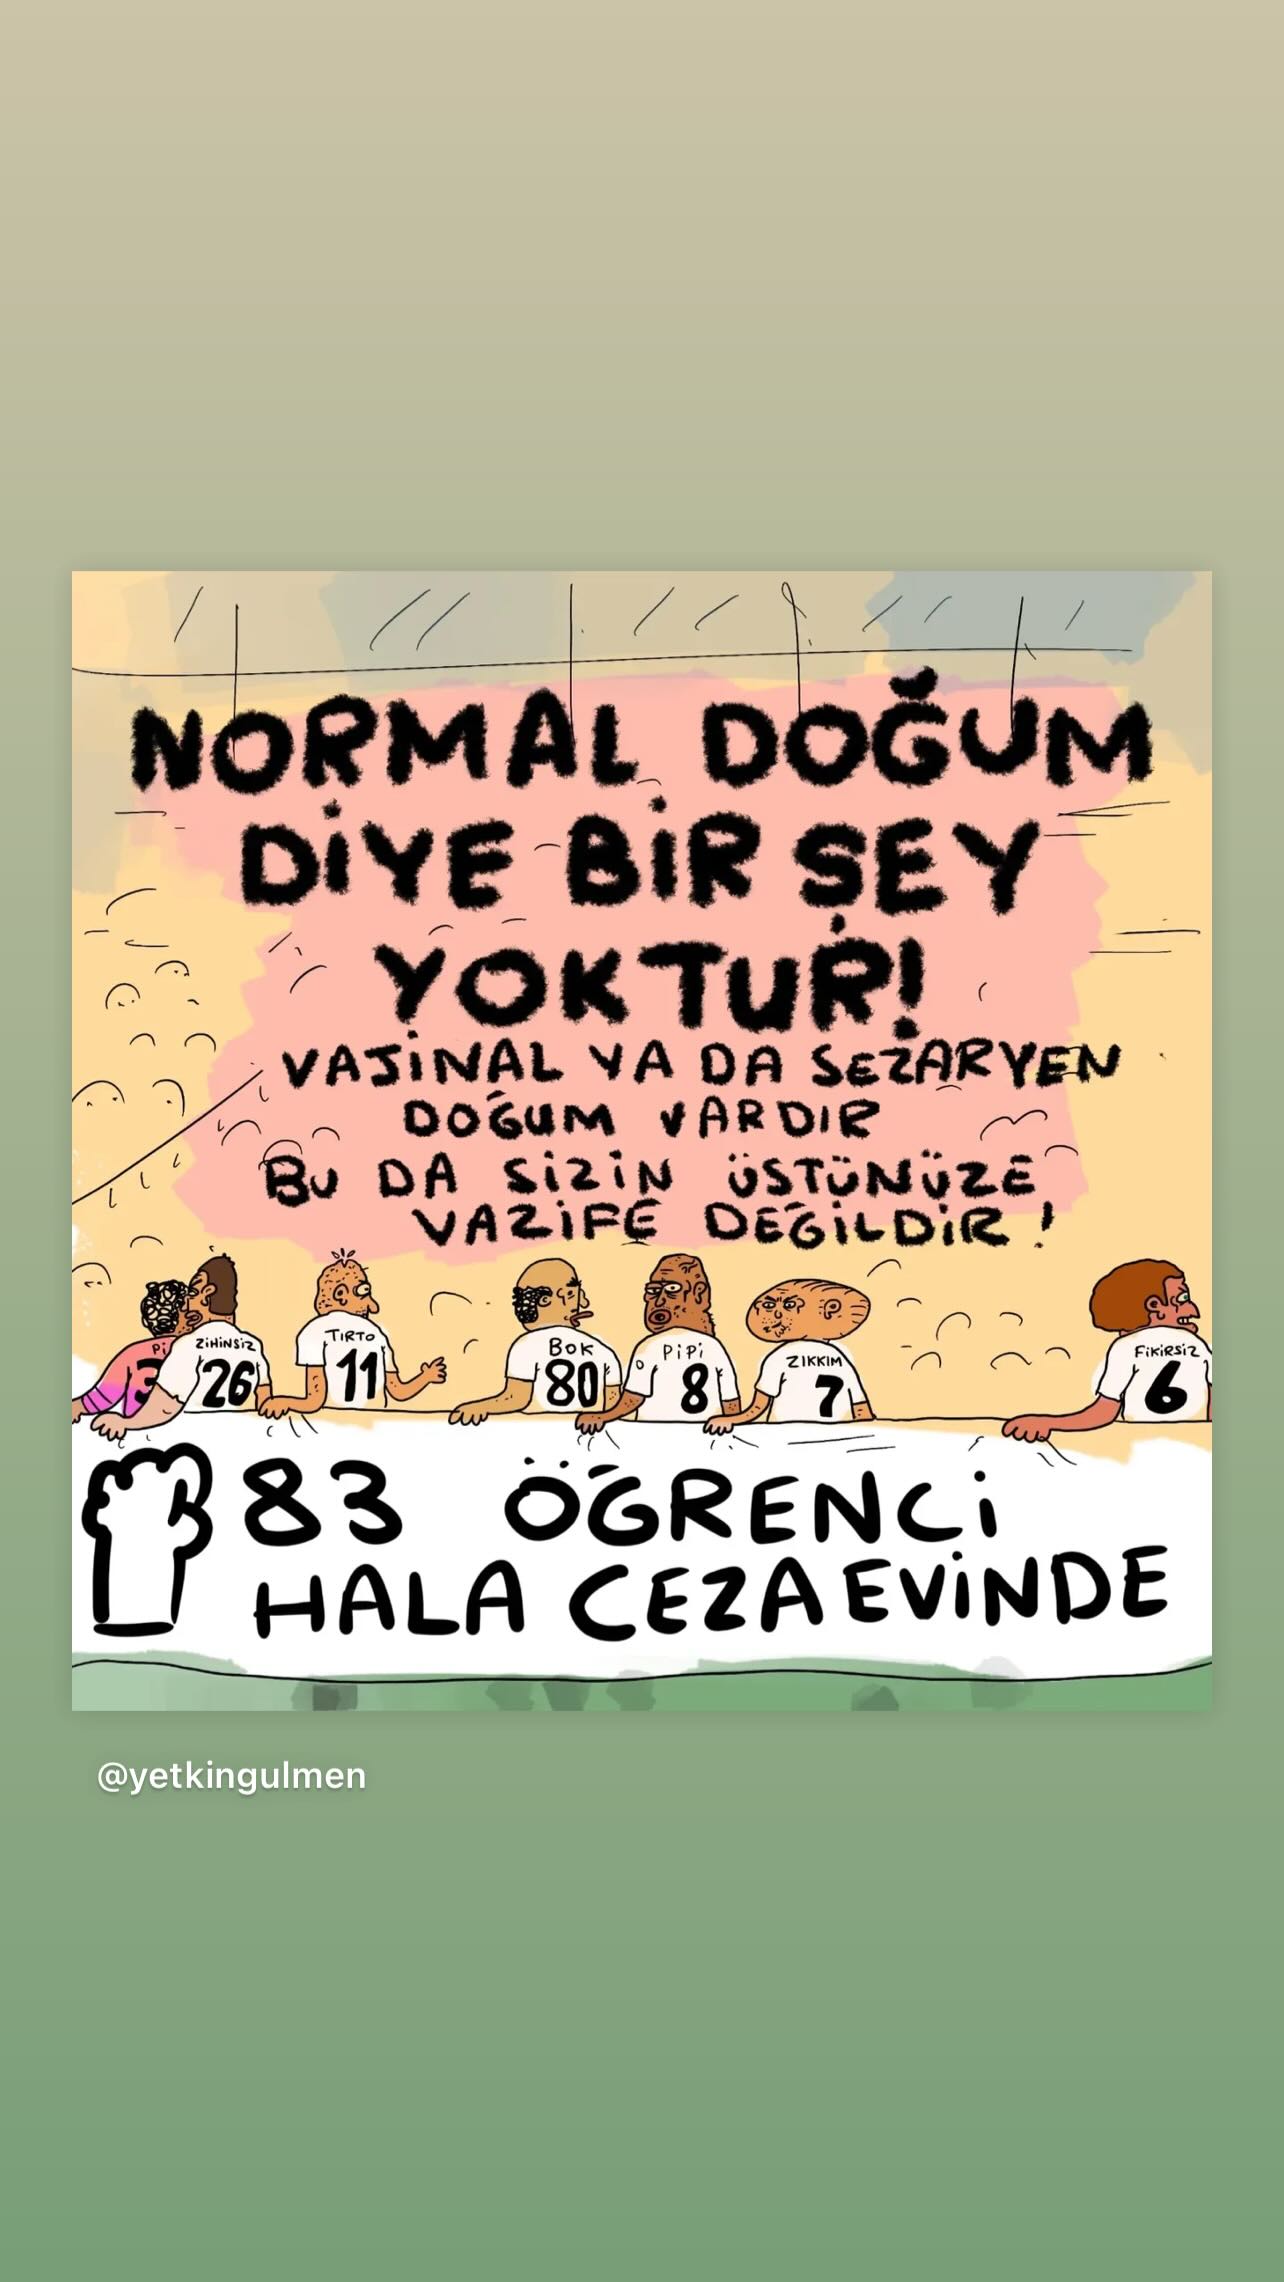 NORMAL DOĞUM
DİYE BİR ŞEY
YOKTUR!
VAJİNAL YA DA SEZARYEN
DOĞUM VARDIR
BU DA SİZİN ÜSTÜNÜZE
VAZİFE DEĞİLDİR!
Pİ
3
ZİHİNSİZ
26
TIRTO
11
BOK
80
PİPİ
8
ZIKKIM
7
FİKİRSİZ
6
83 ÖĞRENCİ
HALA CEZAEVİNDE
@yetkingulmen